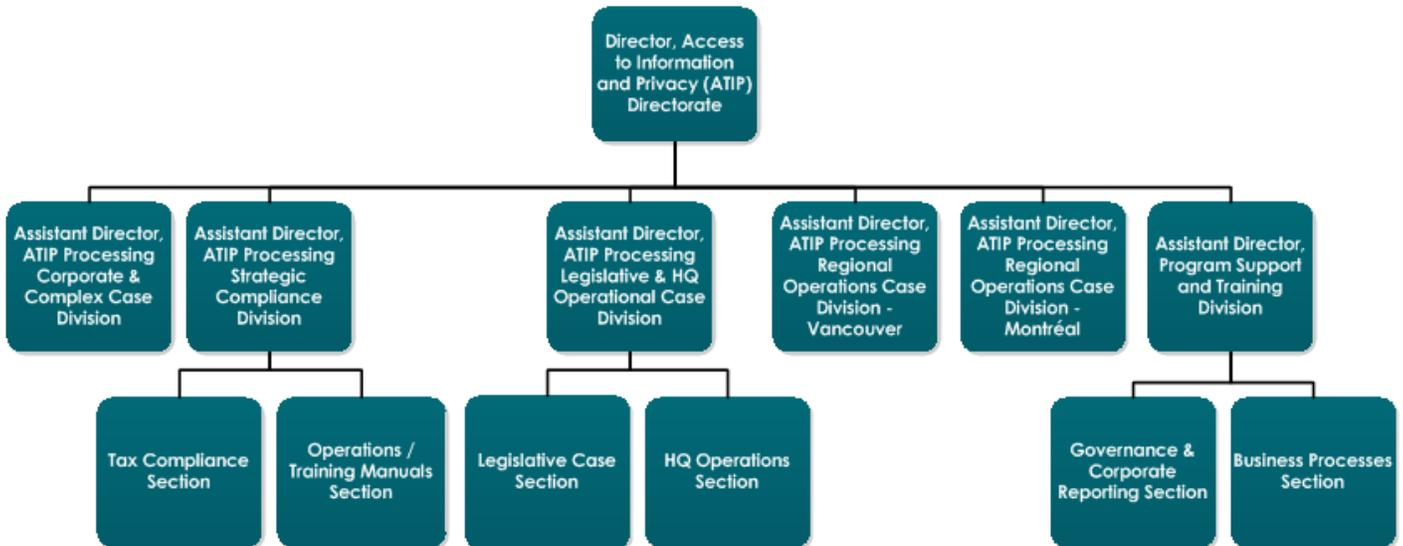 Director, Access
to Information
and Privacy (ATIP)
Directorate
Assistant Director,
ATIP Processing
Corporate &
Complex Case
Division
Assistant Director,
ATIP Processing
Strategic
Compliance
Division
Assistant Director,
ATIP Processing
Legislative & HQ
Operational Case
Division
Assistant Director,
ATIP Processing
Regional
Operations Case
Division -
Vancouver
Assistant Director,
ATIP Processing
Regional
Operations Case
Division -
Montréal
Assistant Director,
Program Support
and Training
Division
Tax Compliance
Section
Operations /
Training Manuals
Section
Legislative Case
Section
HQ Operations
Section
Governance &
Corporate
Reporting Section
Business Processes
Section